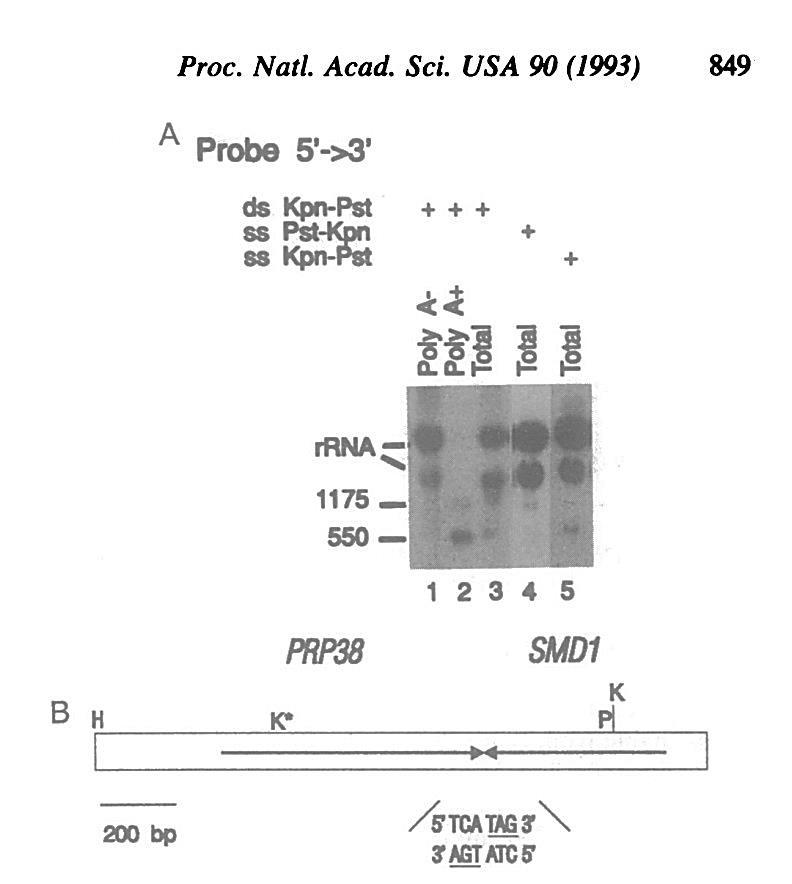 Proc. Natl. Acad. Sci. USA 90 (1993) 849
A Probe 5'->3'
ds Kpn-Pst + + +
ss Pst-Kpn +
ss Kpn-Pst +
Poly A- Poly A+ Total Total Total
rRNA
1175
550
1 2 3 4 5
PRP38 SMD1
K
B H K* P
200 bp
5' TCA TAG 3'
3' AGT ATC 5'